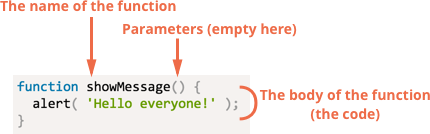 The name of the function
Parameters (empty here)
function showMessage() {
  alert( 'Hello everyone!' );
}
The body of the function
(the code)